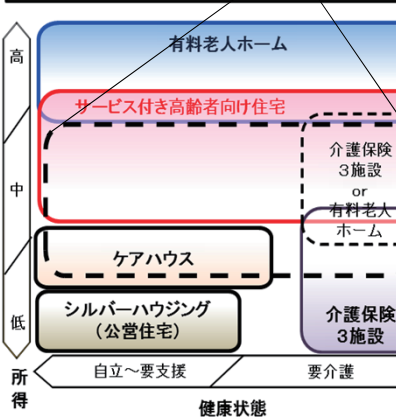 高
有料老人ホーム
サービス付き高齢者向け住宅
中
介護保険
3施設
or
有料老人
ホーム
ケアハウス
シルバーハウジング
（公営住宅）
介護保険
3施設
低
所得
自立～要支援
要介護
健康状態